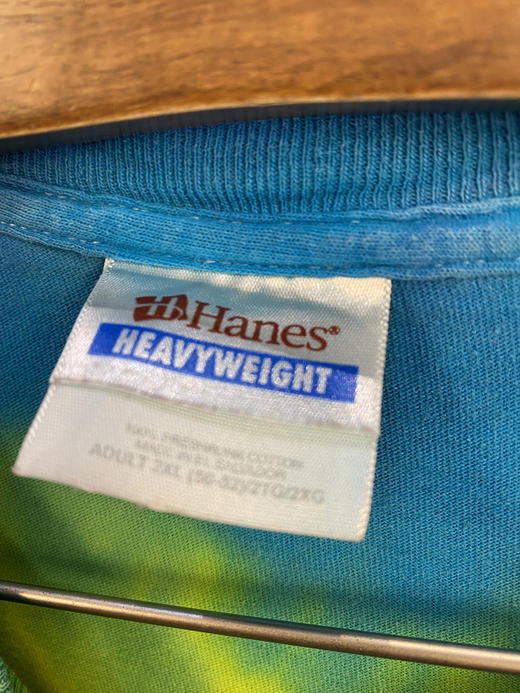 Hanes®
HEAVYWEIGHT
100% PRESHRUNK COTTON
MADE IN EL SALVADOR
ADULT 2XL (50-52)/2TG/2XG